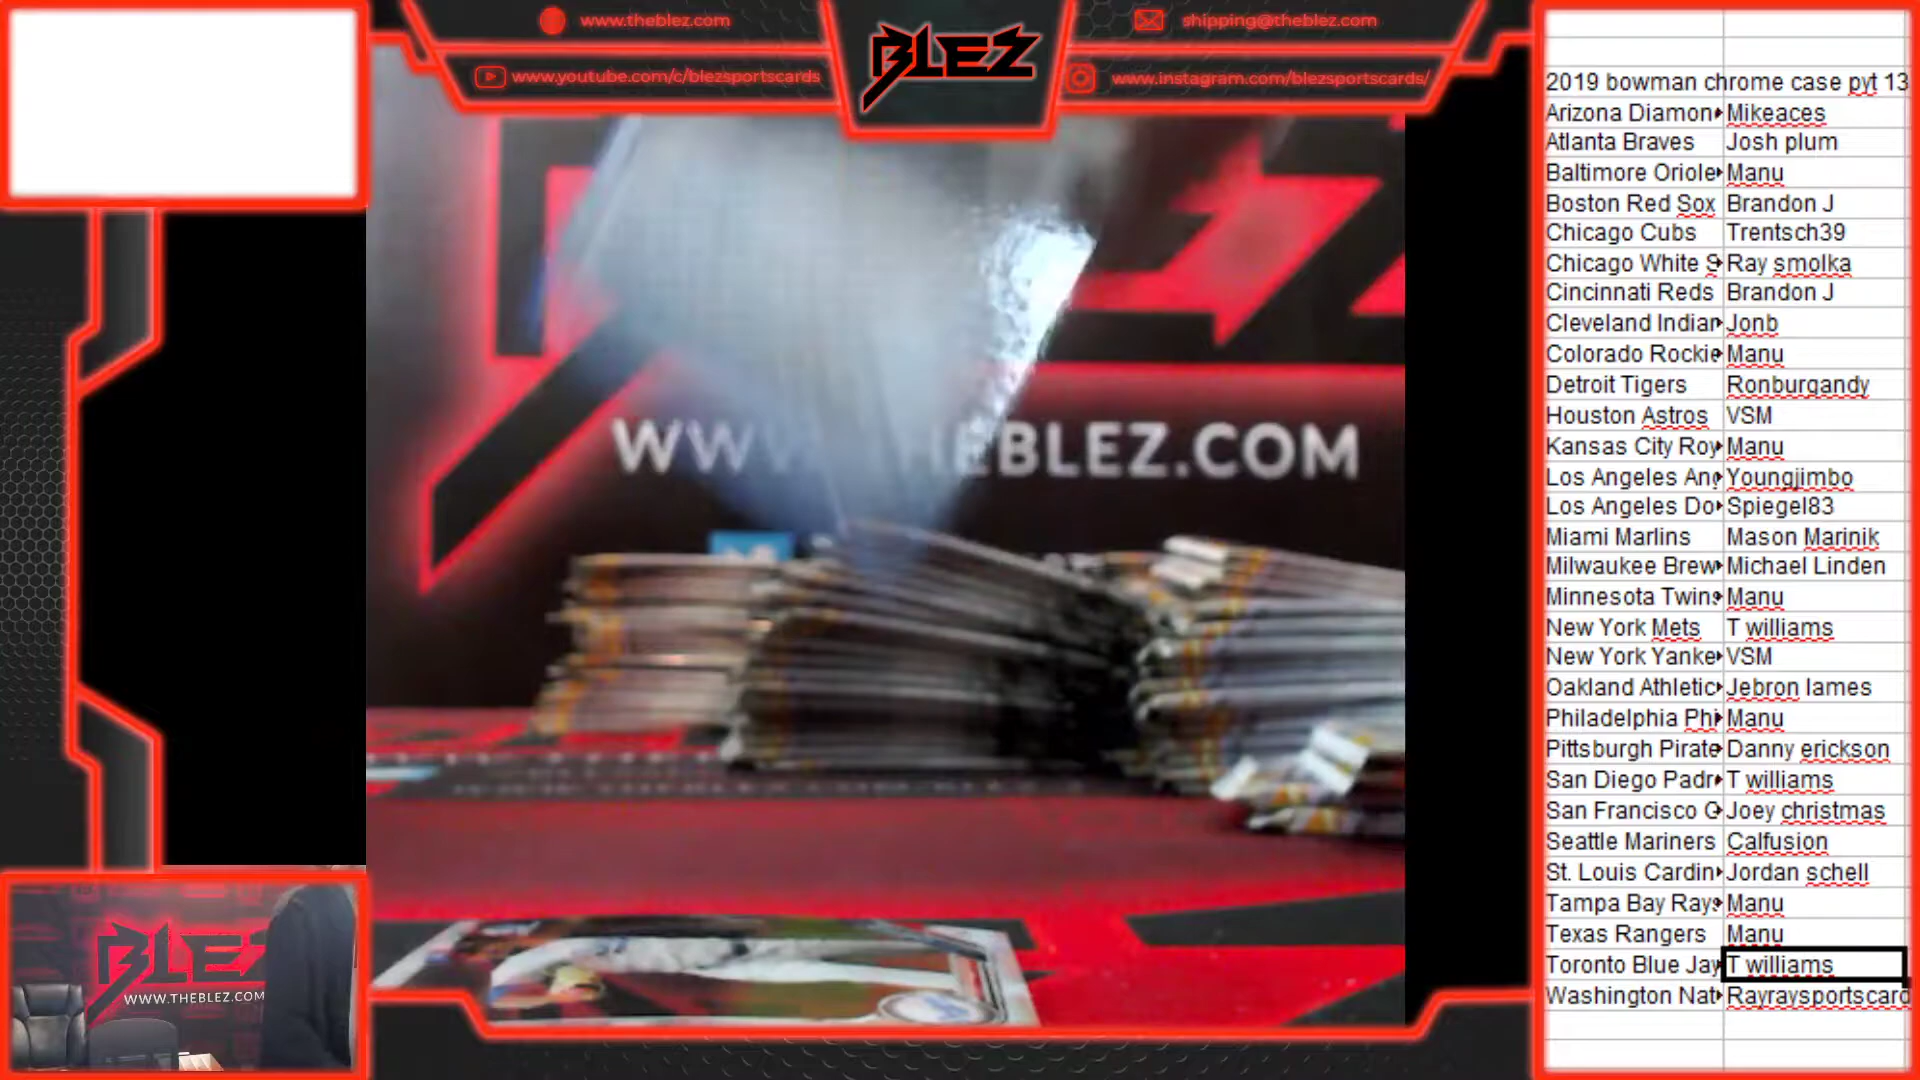 www.theblez.com
www.youtube.com/c/blezsportscards
BLEZ
shipping@theblez.com
www.instagram.com/blezsportscards/
THEBLEZ.COM
BLEZ
WWW.THEBLEZ.COM
2019 bowman chrome case pyt 13
Arizona Diamon Mikeaces
Atlanta Braves Josh plum
Baltimore Oriole Manu
Boston Red Sox Brandon J
Chicago Cubs Trentsch39
Chicago White S Ray smolka
Cincinnati Reds Brandon J
Cleveland Indian Jonb
Colorado Rockie Manu
Detroit Tigers Ronburgandy
Houston Astros VSM
Kansas City Roy Manu
Los Angeles Ang Youngjimbo
Los Angeles Do Spiegel83
Miami Marlins Mason Marinik
Milwaukee Brew Michael Linden
Minnesota Twins Manu
New York Mets T williams
New York Yanke VSM
Oakland Athletic Jebron lames
Philadelphia Phi Manu
Pittsburgh Pirate Danny erickson
San Diego Padr T williams
San Francisco G Joey christmas
Seattle Mariners Calfusion
St. Louis Cardin Jordan schell
Tampa Bay Rays Manu
Texas Rangers Manu
Toronto Blue Jay T williams
Washington Nat Rayraysportscard